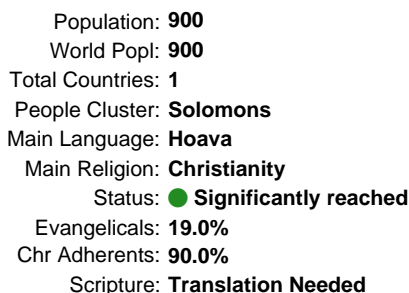 Population: 900
World Popl: 900
Total Countries: 1
People Cluster: Solomons
Main Language: Hoava
Main Religion: Christianity
Status: Significantly reached
Evangelicals: 19.0%
Chr Adherents: 90.0%
Scripture: Translation Needed